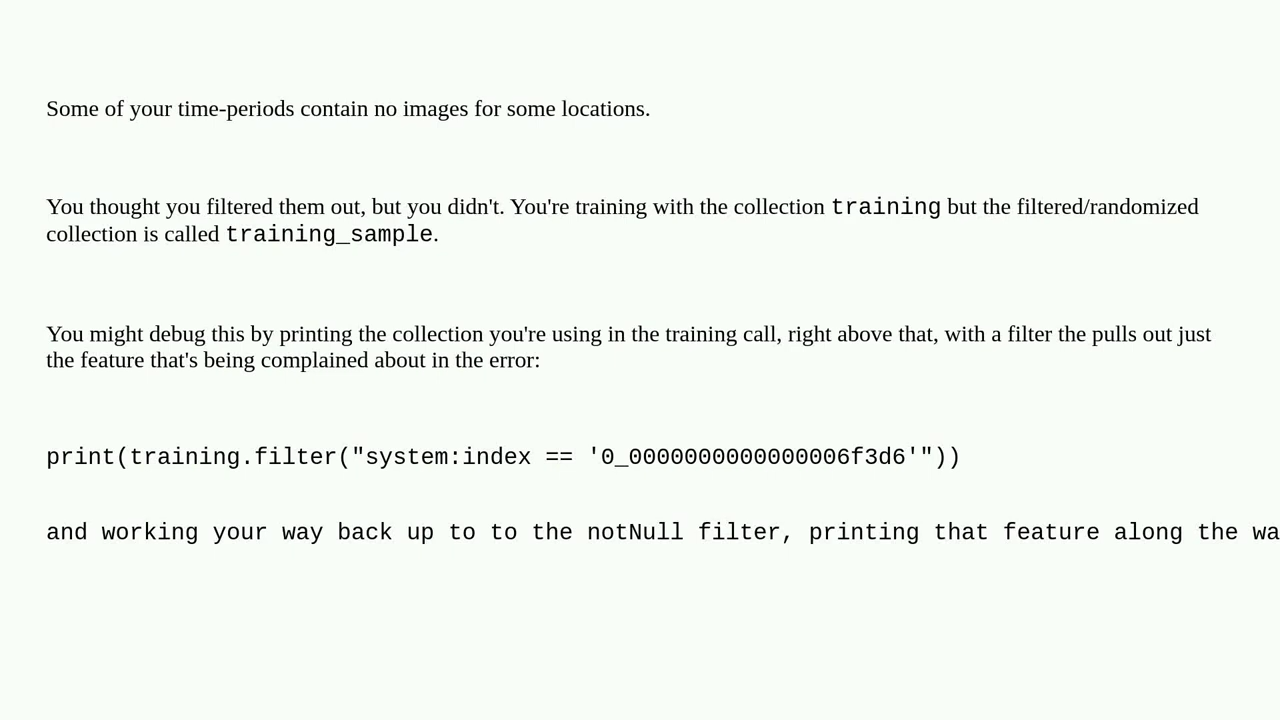 Some of your time-periods contain no images for some locations.
You thought you filtered them out, but you didn't. You're training with the collection training but the filtered/randomized
collection is called training_sample.
You might debug this by printing the collection you're using in the training call, right above that, with a filter the pulls out just
the feature that's being complained about in the error:
print(training.filter("system:index == '0_0000000000000006f3d6'"))
and working your way back up to to the notNull filter, printing that feature along the